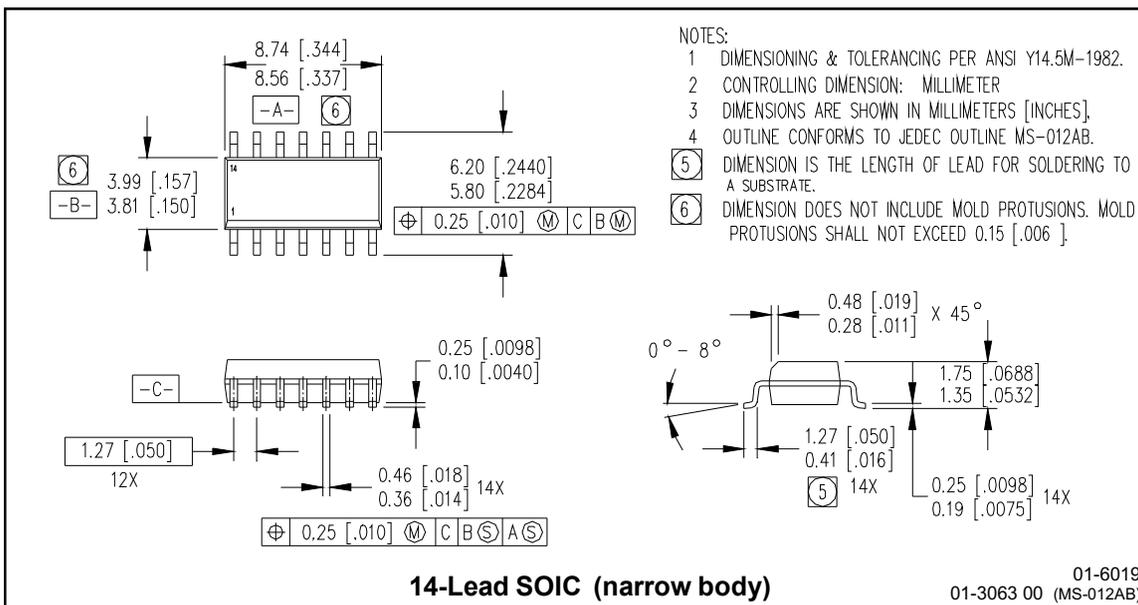 8.74 [.344]
8.56 [.337]
-A- 6
6
3.99 [.157]
3.81 [.150]
-B-
14
1
6.20 [.2440]
5.80 [.2284]
⌖ 0.25 [.010] Ⓜ C B Ⓜ
NOTES:
1 DIMENSIONING & TOLERANCING PER ANSI Y14.5M-1982.
2 CONTROLLING DIMENSION: MILLIMETER
3 DIMENSIONS ARE SHOWN IN MILLIMETERS [INCHES].
4 OUTLINE CONFORMS TO JEDEC OUTLINE MS-012AB.
5 DIMENSION IS THE LENGTH OF LEAD FOR SOLDERING TO
A SUBSTRATE.
6 DIMENSION DOES NOT INCLUDE MOLD PROTUSIONS. MOLD
PROTUSIONS SHALL NOT EXCEED 0.15 [.006 ].
-C-
0.25 [.0098]
0.10 [.0040]
1.27 [.050]
12X
0.46 [.018]
0.36 [.014] 14X
⌖ 0.25 [.010] Ⓜ C B Ⓢ A Ⓢ
0.48 [.019]
0.28 [.011] X 45°
0°- 8°
1.75 [.0688]
1.35 [.0532]
1.27 [.050]
0.41 [.016]
5 14X
0.25 [.0098]
0.19 [.0075] 14X
14-Lead SOIC (narrow body)
01-6019
01-3063 00 (MS-012AB)